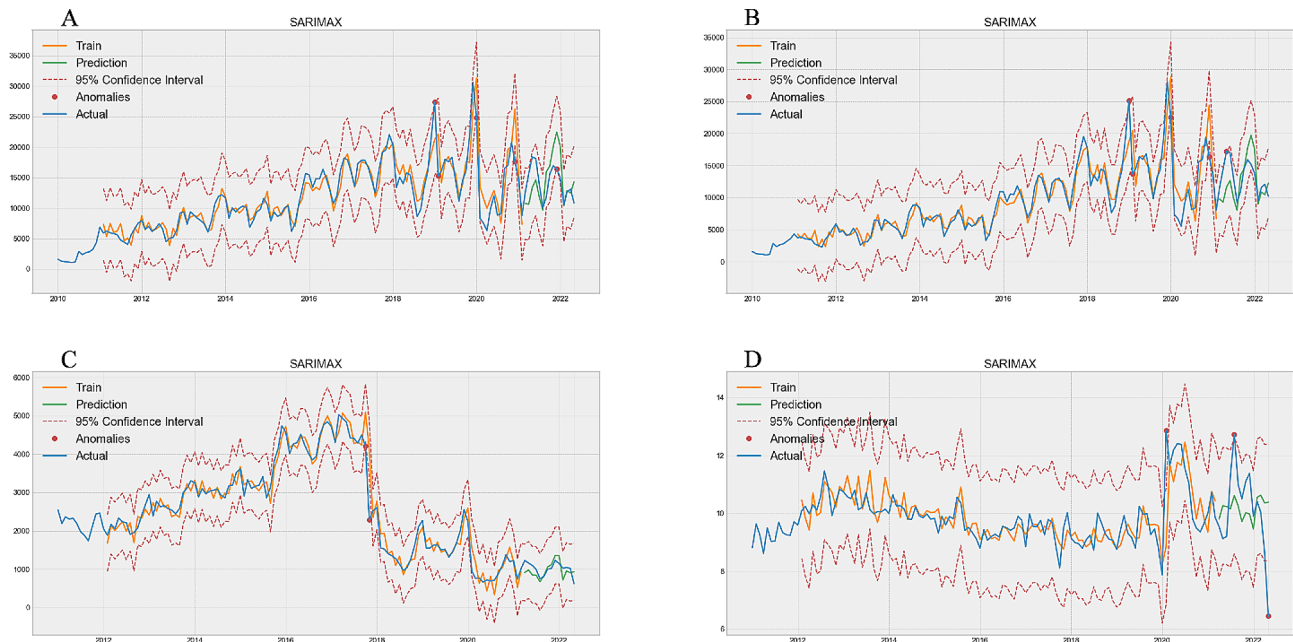 A
SARIMAX
Train
Prediction
95% Confidence Interval
Anomalies
Actual
35000
30000
25000
20000
15000
10000
5000
0
2010
2012
2014
2016
2018
2020
2022
B
SARIMAX
Train
Prediction
95% Confidence Interval
Anomalies
Actual
35000
30000
25000
20000
15000
10000
5000
0
2010
2012
2014
2016
2018
2020
2022
C
SARIMAX
Train
Prediction
95% Confidence Interval
Anomalies
Actual
6000
5000
4000
3000
2000
1000
0
2012
2014
2016
2018
2020
2022
D
SARIMAX
Train
Prediction
95% Confidence Interval
Anomalies
Actual
14
12
10
8
6
2012
2014
2016
2018
2020
2022